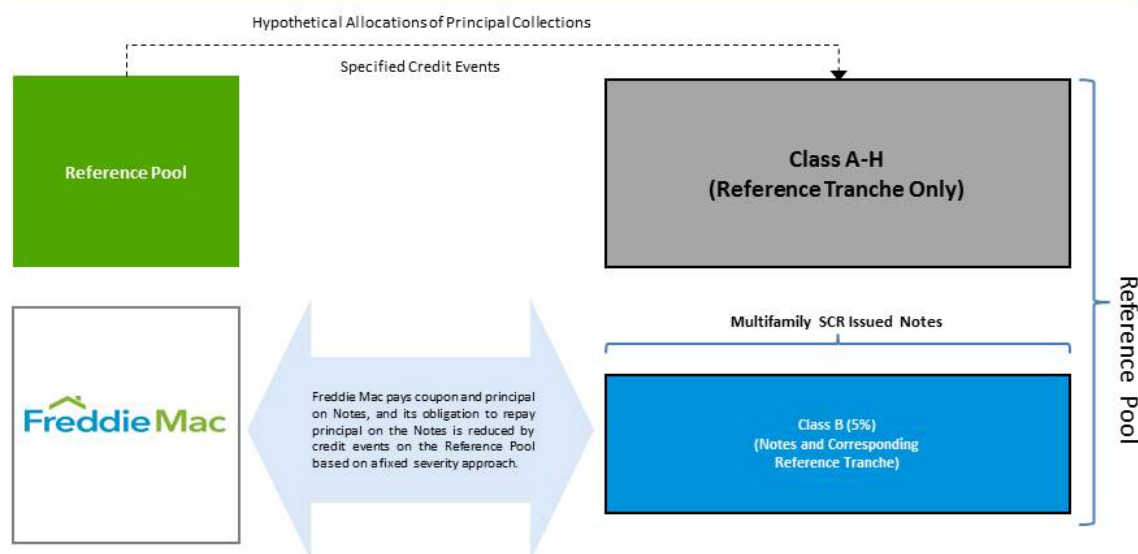 Hypothetical Allocations of Principal Collections
Specified Credit Events
Reference Pool
Class A-H
(Reference Tranche Only)
Multifamily SCR Issued Notes
Freddie Mac
Freddie Mac pays coupon and principal
on Notes, and its obligation to repay
principal on the Notes is reduced by
credit events on the Reference Pool
based on a fixed severity approach.
Class B (5%)
(Notes and Corresponding
Reference Tranche)
Reference Pool